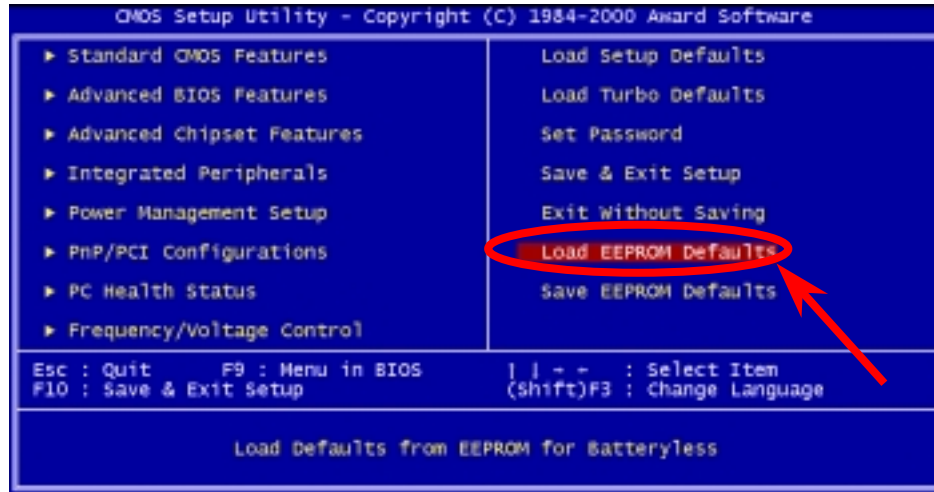 CMOS Setup Utility - Copyright (C) 1984-2000 Award Software
▶ Standard CMOS Features
▶ Advanced BIOS Features
▶ Advanced Chipset Features
▶ Integrated Peripherals
▶ Power Management Setup
▶ PnP/PCI Configurations
▶ PC Health Status
▶ Frequency/Voltage Control
Load Setup Defaults
Load Turbo Defaults
Set Password
Save & Exit Setup
Exit Without Saving
Load EEPROM Defaults
Save EEPROM Defaults
Esc : Quit F9 : Menu in BIOS
F10 : Save & Exit Setup
: Select Item
(Shift)F3 : Change Language
Load Defaults from EEPROM for Batteryless